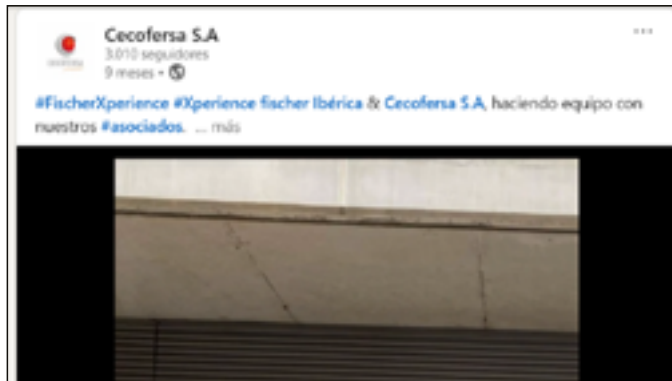 Cecofersa S.A
3.010 seguidores
9 meses •
#FischerXperience #Xperience fischer Ibérica & Cecofersa S.A, haciendo equipo con
nuestros #asociados. ... más